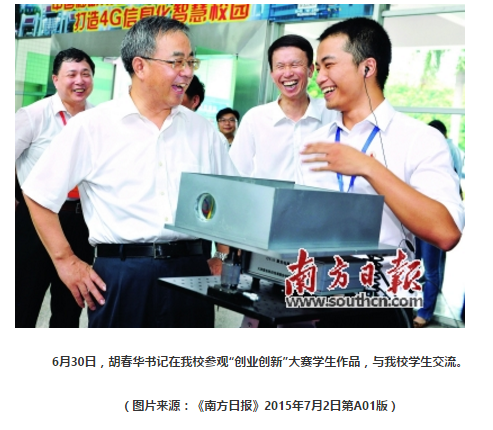 打造4G信息化智慧校园
南方日报
www.southcn.com
6月30日，胡春华书记在我校参观“创业创新”大赛学生作品，与我校学生交流。
（图片来源：《南方日报》2015年7月2日第A01版）